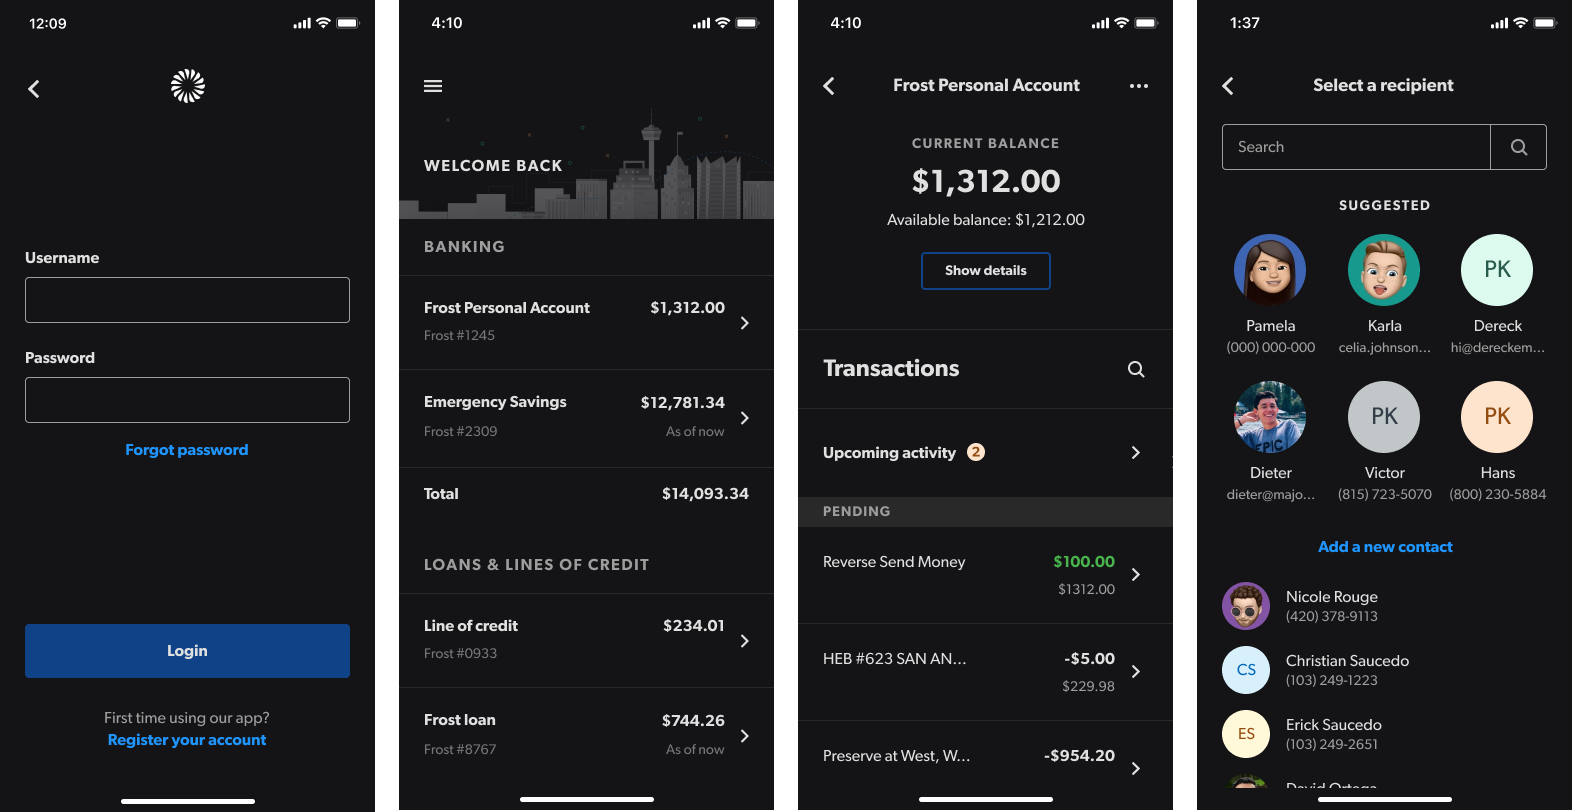 12:09
Username
Password
Forgot password
Login
First time using our app?
Register your account
4:10
WELCOME BACK
BANKING
Frost Personal Account $1,312.00
Frost #1245
Emergency Savings $12,781.34
Frost #2309 As of now
Total $14,093.34
LOANS & LINES OF CREDIT
Line of credit $234.01
Frost #0933
Frost loan $744.26
Frost #8767 As of now
4:10
Frost Personal Account
CURRENT BALANCE
$1,312.00
Available balance: $1,212.00
Show details
Transactions
Upcoming activity 2
PENDING
Reverse Send Money $100.00
$1312.00
HEB #623 SAN AN... -$5.00
$229.98
Preserve at West, W... -$954.20
1:37
Select a recipient
Search
SUGGESTED
PK
Pamela Karla Dereck
(000) 000-000 celia.johnson... hi@dereckem...
EPIC PK PK
Dieter Victor Hans
dieter@majo... (815) 723-5070 (800) 230-5884
Add a new contact
Nicole Rouge
(420) 378-9113
CS Christian Saucedo
(103) 249-1223
ES Erick Saucedo
(103) 249-2651
David Ortega